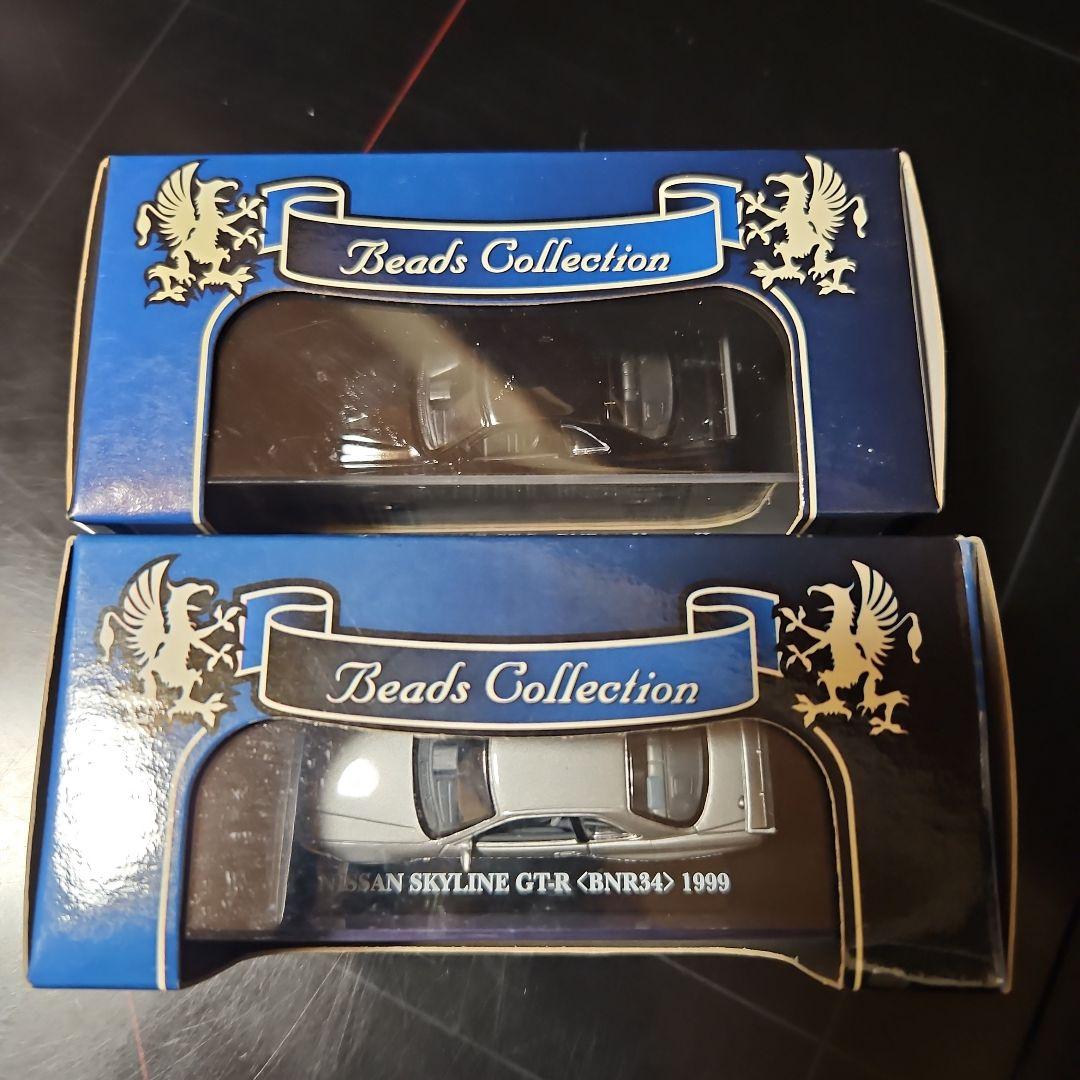 Beads Collection
Beads Collection
NISSAN SKYLINE GT-R <BNR34> 1999